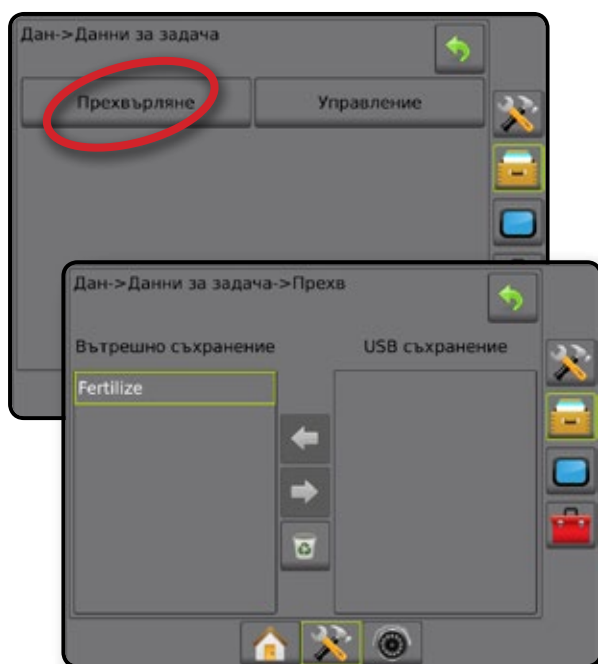 Дан->Данни за задача
Прехвърляне
Управление
Дан->Данни за задача->Прехв
Вътрешно съхранение
USB съхранение
Fertilize